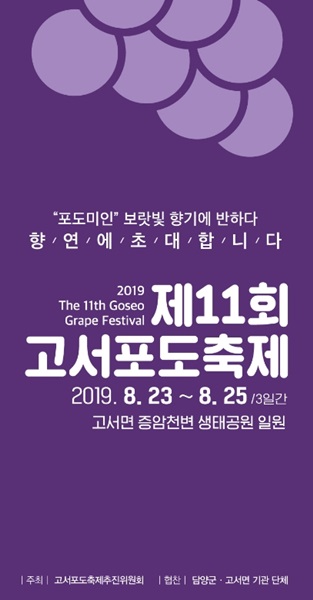 “포도미인” 보랏빛 향기에 반하다
향/연/에/초/대/합/니/다
2019
The 11th Goseo
Grape Festival
제11회
고서포도축제
2019. 8. 23 ~ 8. 25 /3일간
고서면 증암천변 생태공원 일원
| 주최 | 고서포도축제추진위원회 | 협찬 | 담양군 · 고서면 기관 단체